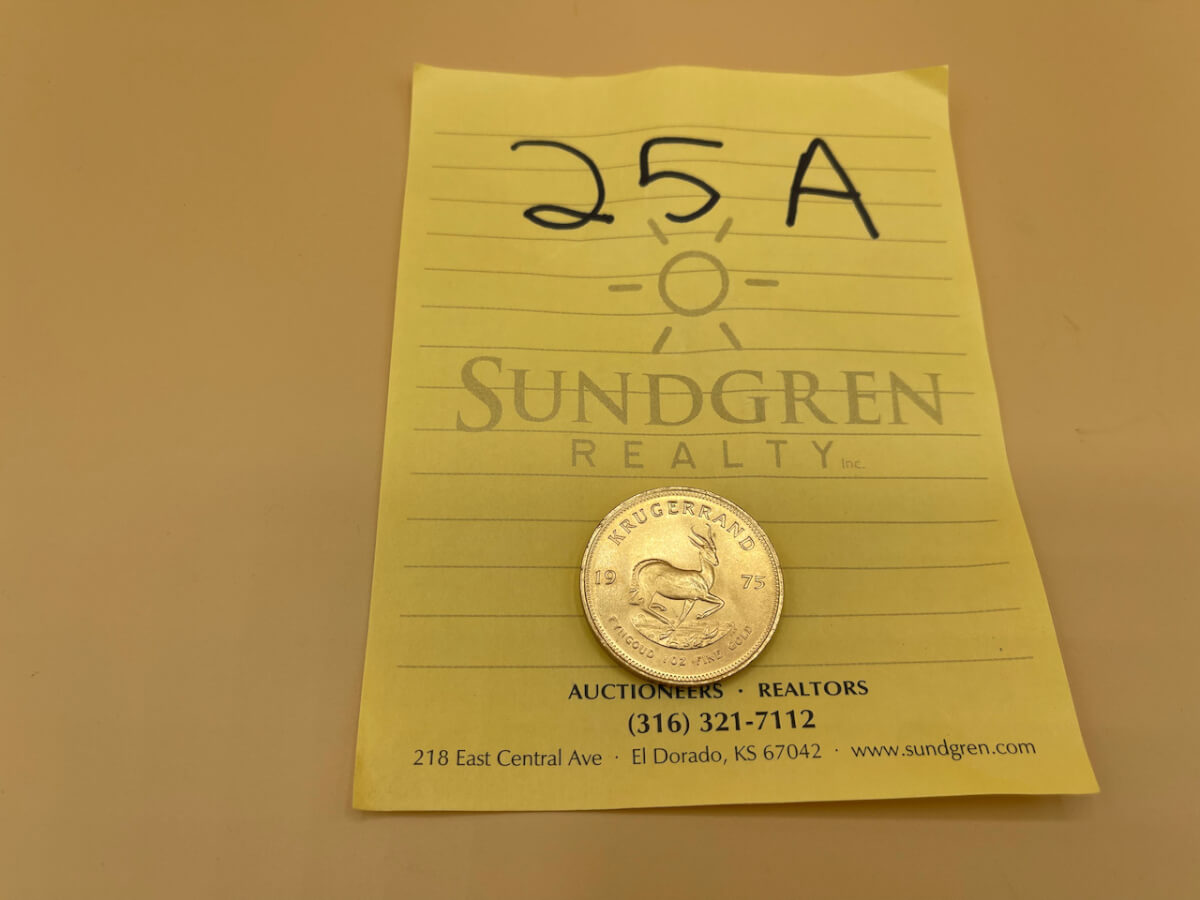 25A
SUNDGREN
REALTY Inc.
KRUGERRAND
19 75
FYNGOUD 1 OZ FINE GOLD
AUCTIONEERS · REALTORS
(316) 321-7112
218 East Central Ave · El Dorado, KS 67042 · www.sundgren.com